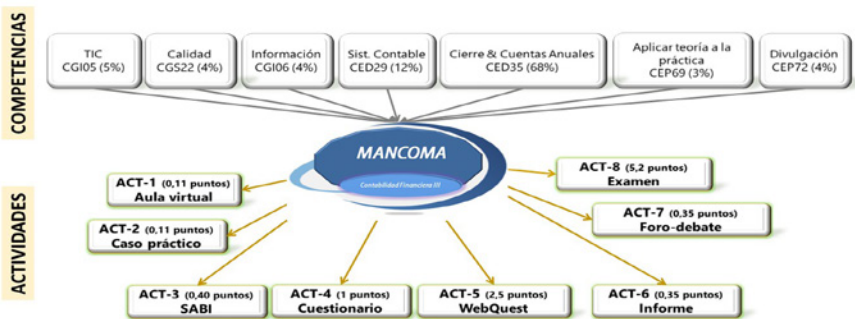 COMPETENCIAS
TIC
CGI05 (5%)
Calidad
CGS22 (4%)
Información
CGI06 (4%)
Sist. Contable
CED29 (12%)
Cierre & Cuentas Anuales
CED35 (68%)
Aplicar teoría a la
práctica
CEP69 (3%)
Divulgación
CEP72 (4%)
MANCOMA
Contabilidad Financiera III
ACTIVIDADES
ACT-1 (0,11 puntos)
Aula virtual
ACT-2 (0,11 puntos)
Caso práctico
ACT-3 (0,40 puntos)
SABI
ACT-4 (1 puntos)
Cuestionario
ACT-5 (2,5 puntos)
WebQuest
ACT-6 (0,35 puntos)
Informe
ACT-7 (0,35 puntos)
Foro-debate
ACT-8 (5,2 puntos)
Examen